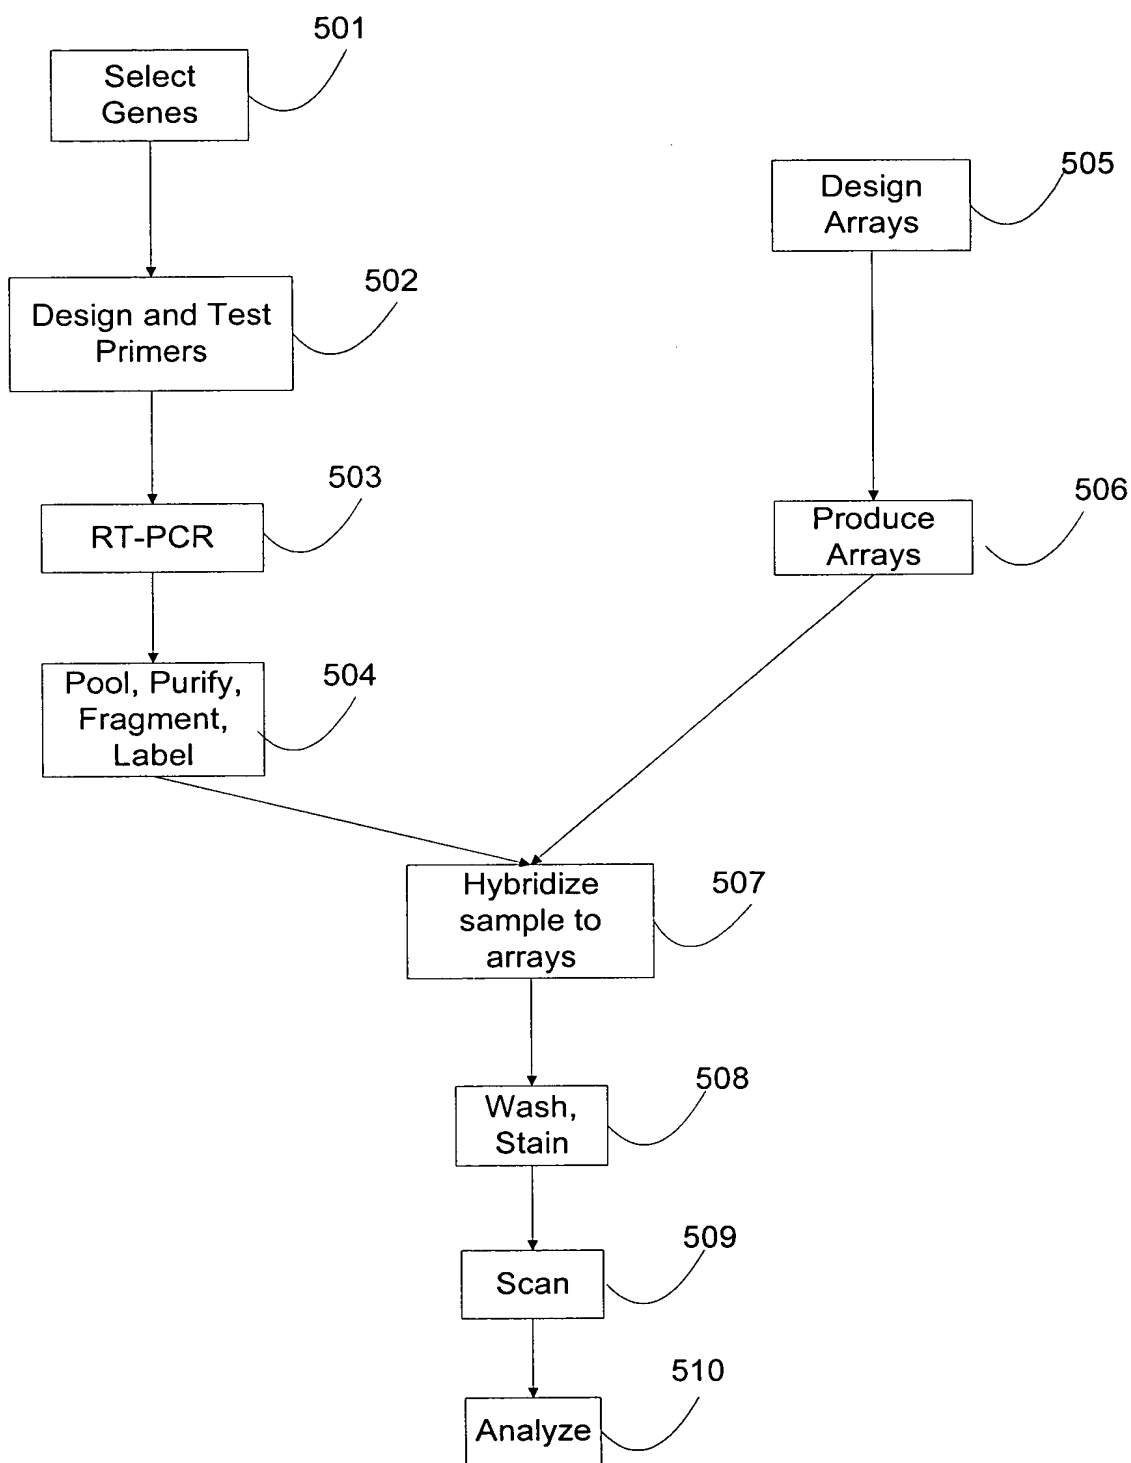 501
Select
Genes
505
Design
Arrays
502
Design and Test
Primers
503
RT-PCR
506
Produce
Arrays
504
Pool, Purify,
Fragment,
Label
507
Hybridize
sample to
arrays
508
Wash,
Stain
509
Scan
510
Analyze